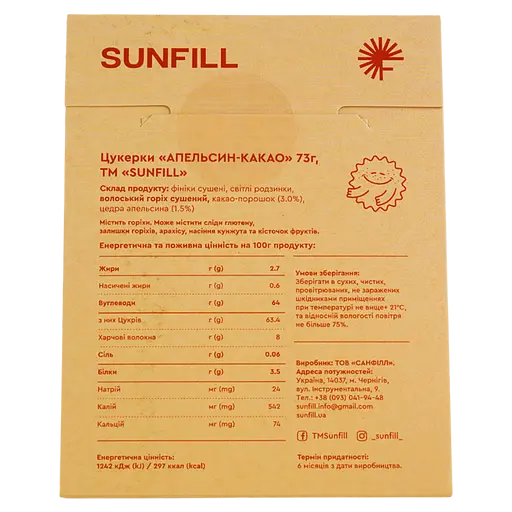 SUNFILL
Цукерки «АПЕЛЬСИН-КАКАО» 73г,
ТМ «SUNFILL»
Склад продукту: фініки сушені, світлі родзинки,
волоський горіх сушений, какао-порошок (3.0%),
цедра апельсина (1.5%)
Містить горіхи. Може містити сліди глютену,
залишки горіхів, арахісу, насіння кунжута та кісточок фруктів.
Енергетична та поживна цінність на 100г продукту:
Жири г (g) 2.7
Насичені жири г (g) 0.6
Вуглеводи г (g) 64
з них Цукрів г (g) 63.4
Харчові волокна г (g) 8
Сіль г (g) 0.06
Білки г (g) 3.5
Натрій мг (mg) 24
Калій мг (mg) 542
Кальцій мг (mg) 74
Енергетична цінність:
1242 кДж (kJ) / 297 ккал (kcal)
Умови зберігання:
Зберігати в сухих, чистих,
провітрюваних, не заражених
шкідниками приміщеннях
при температурі не вище+ 21°С,
та відносній вологості повітря
не більше 75%.
Виробник: ТОВ «САНФІЛЛ».
Адреса потужностей:
Україна, 14037, м. Чернігів,
вул. Інструментальна, 9.
Тел.: +38 (093) 041-94-48
sunfill.info@gmail.com
sunfill.ua
TMSunfill _sunfill_
Термін придатності:
6 місяців з дати виробництва.